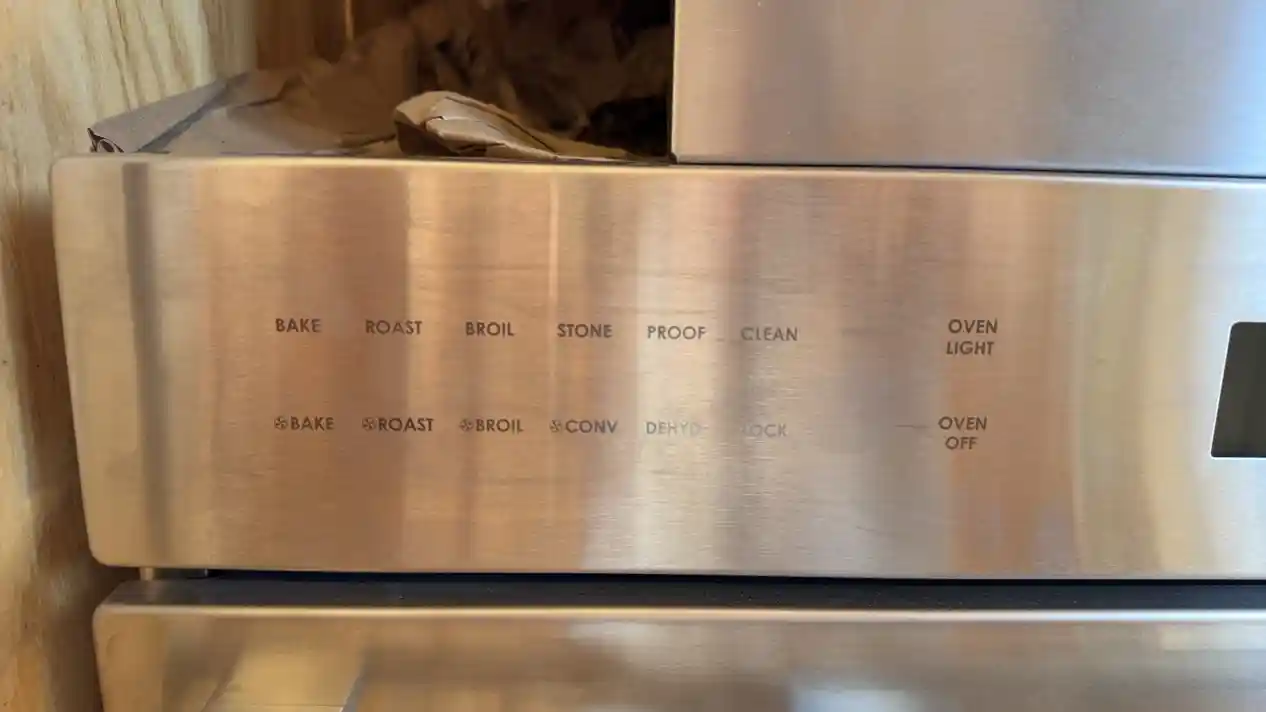 BAKE ROAST BROIL STONE PROOF CLEAN OVEN LIGHT
BAKE ROAST BROIL CONV DEHYD LOCK OVEN OFF